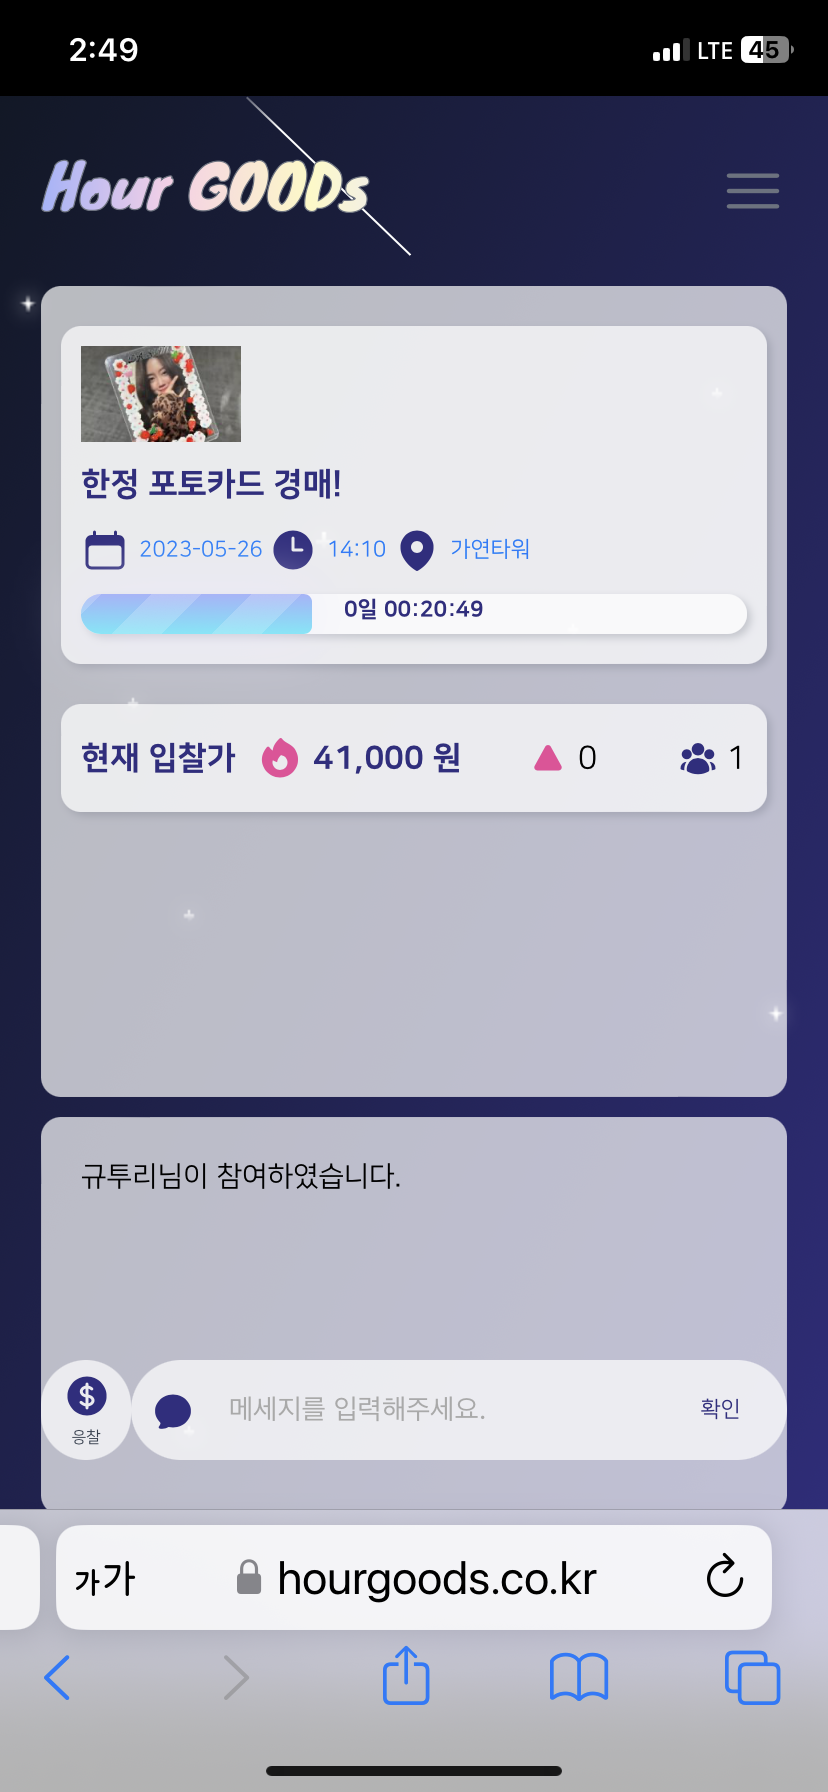 2:49
LTE 45
Hour GOODs
한정 포토카드 경매!
2023-05-26 14:10 가연타워
0일 00:20:49
현재 입찰가 41,000 원 0 1
규투리님이 참여하였습니다.
메세지를 입력해주세요. 확인
응찰
가가 hourgoods.co.kr